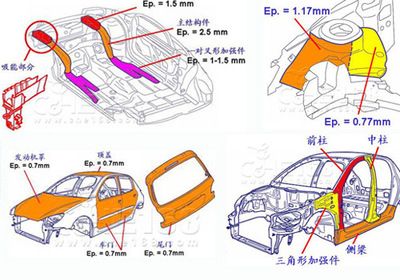 Ep. = 1.5 mm
主结构件
Ep. = 2.5 mm
一对叉形加强件
Ep. = 1-1.5mm
吸能部分
Ep. = 1.17mm
Ep. = 0.77mm
发动机罩
Ep. = 0.7mm
顶盖
Ep. = 0.7mm
车门
Ep. = 0.7mm
尾门
Ep. = 0.7mm
前柱
中柱
三角形加强件
侧梁